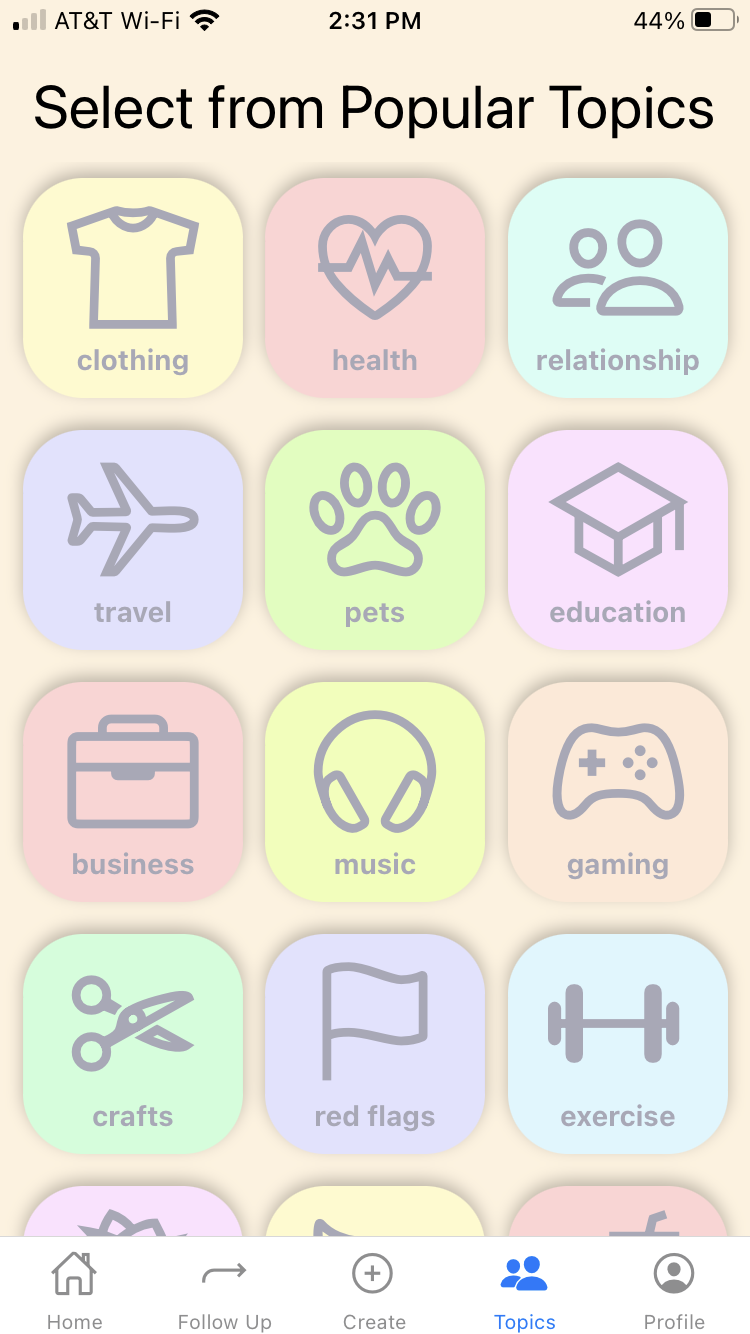 AT&T Wi-Fi 2:31 PM 44%
Select from Popular Topics
clothing health relationship
travel pets education
business music gaming
crafts red flags exercise
Home Follow Up Create Topics Profile